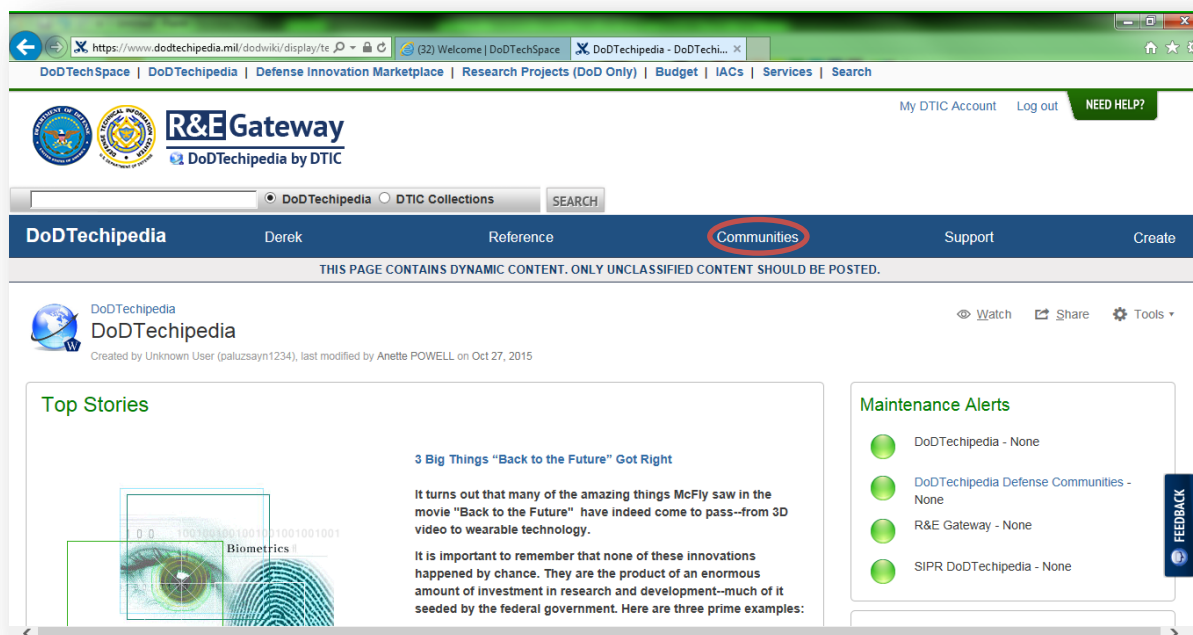 https://www.dodtechipedia.mil/dodwiki/display/te
(32) Welcome | DoDTechSpace
DoDTechipedia - DoDTechi...
DoDTechSpace | DoDTechipedia | Defense Innovation Marketplace | Research Projects (DoD Only) | Budget | IACs | Services | Search
My DTIC Account Log out NEED HELP?
R&E Gateway
DoDTechipedia by DTIC
DoDTechipedia DTIC Collections SEARCH
DoDTechipedia Derek Reference Communities Support Create
THIS PAGE CONTAINS DYNAMIC CONTENT. ONLY UNCLASSIFIED CONTENT SHOULD BE POSTED.
DoDTechipedia
DoDTechipedia
W
Created by Unknown User (paluzsayn1234), last modified by Anette POWELL on Oct 27, 2015
Watch Share Tools
Top Stories
3 Big Things “Back to the Future” Got Right
It turns out that many of the amazing things McFly saw in the
movie "Back to the Future" have indeed come to pass--from 3D
video to wearable technology.
It is important to remember that none of these innovations
happened by chance. They are the product of an enormous
amount of investment in research and development--much of it
seeded by the federal government. Here are three prime examples:
Biometrics
Maintenance Alerts
DoDTechipedia - None
DoDTechipedia Defense Communities -
None
R&E Gateway - None
SIPR DoDTechipedia - None
FEEDBACK